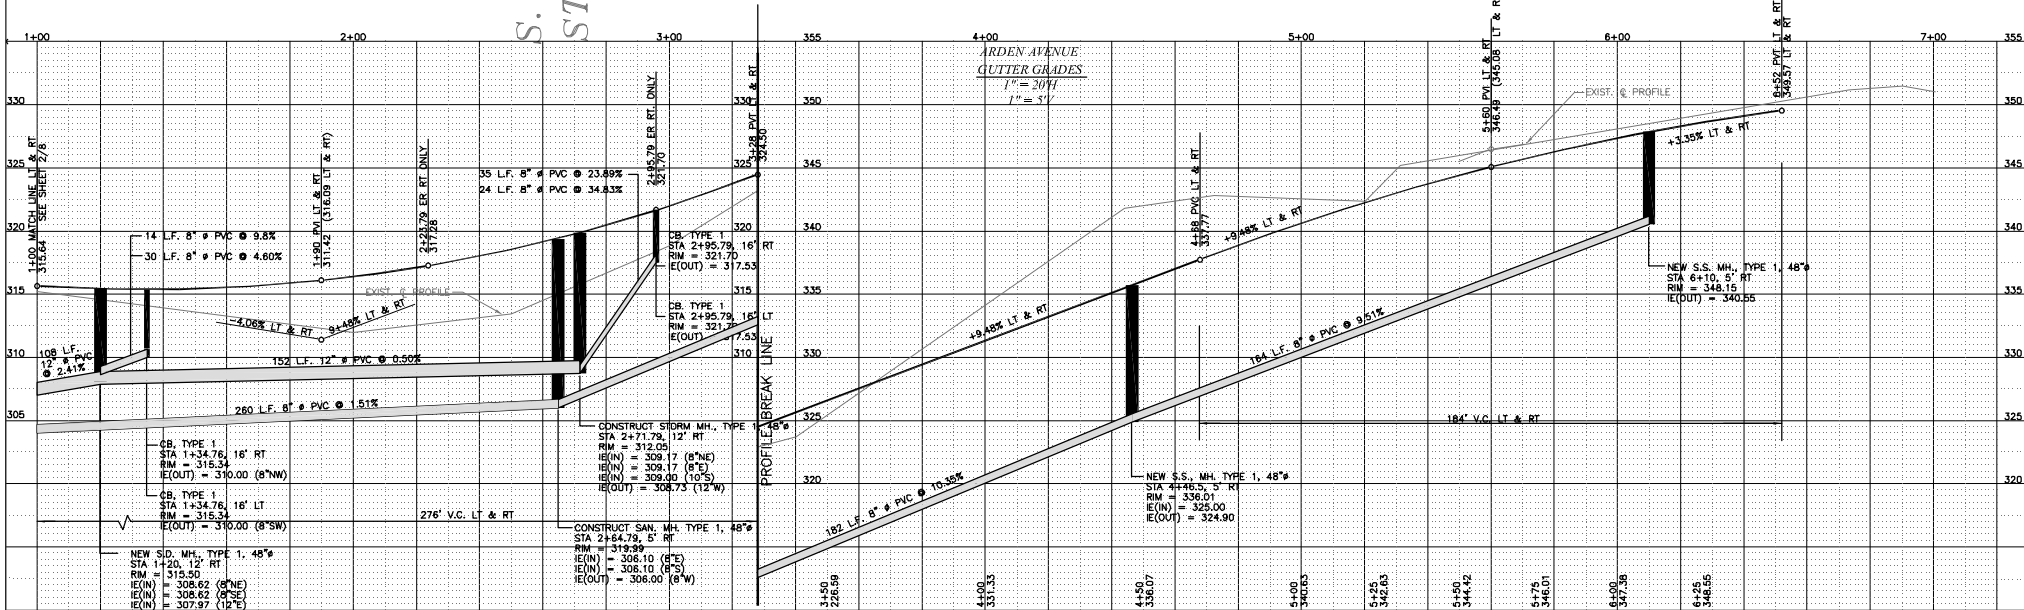 S.
ST
ARDEN AVENUE
GUTTER GRADES
1" = 20'H
1" = 5'V
1+00
2+00
3+00
4+00
5+00
6+00
7+00
355
355
330
330
350
350
325
345
345
320
320
340
340
315
315
335
335
310
310
330
330
305
325
325
320
320
1+00 MATCH LINE LT & RT
315.64 SEE SHEET 2/8
1+90 PVI LT & RT
311.42 (316.09 LT & RT)
2+23.79 ER RT ONLY
317.28
2+95.79 ER RT. ONLY
321.70
3+28 PVT LT & RT
324.50
4+68 PVC LT & RT
337.77
5+60 PVI LT & RT
346.49 (345.08 LT & R
6+52 PVT LT & RT
349.57 LT &
14 L.F. 8" ø PVC @ 9.8%
30 L.F. 8" ø PVC @ 4.60%
35 L.F. 8" ø PVC @ 23.89%
24 L.F. 8" ø PVC @ 34.83%
EXIST. ℄ PROFILE
EXIST. ℄ PROFILE
-4.06% LT & RT
9+48% LT & RT
+9.48% LT & RT
+9.48% LT & RT
+3.35% LT & RT
108 L.F.
12" ø PVC
@ 2.41%
152 L.F. 12" ø PVC @ 0.50%
260 L.F. 8" ø PVC @ 1.51%
182 L.F. 8" ø PVC @ 10.35%
164 L.F. 8" ø PVC @ 9.51%
276' V.C. LT & RT
184' V.C. LT & RT
PROFILE BREAK LINE
CB, TYPE 1
STA 1+34.76, 16' RT
RIM = 315.34
IE(OUT) = 310.00 (8"NW)
CB, TYPE 1
STA 1+34.76, 16' LT
RIM = 315.34
IE(OUT) = 310.00 (8"SW)
NEW S.D. MH., TYPE 1, 48"ø
STA 1+20, 12' RT
RIM = 315.50
IE(IN) = 308.62 (8"NE)
IE(IN) = 308.62 (8"SE)
IE(IN) = 307.97 (12"E)
CB. TYPE 1
STA 2+95.79, 16' RT
RIM = 321.70
IE(OUT) = 317.53
CB. TYPE 1
STA 2+95.79, 16' LT
RIM = 321.70
IE(OUT) = 317.53
CONSTRUCT STORM MH., TYPE 1, 48"ø
STA 2+71.79, 12' RT
RIM = 312.05
IE(IN) = 309.17 (8"NE)
IE(IN) = 309.17 (8"E)
IE(IN) = 309.00 (10"S)
IE(OUT) = 308.73 (12"W)
CONSTRUCT SAN. MH. TYPE 1, 48"ø
STA 2+64.79, 5' RT
RIM = 319.99
IE(IN) = 306.10 (8"E)
IE(IN) = 306.10 (8"S)
IE(OUT) = 306.00 (8"W)
NEW S.S., MH. TYPE 1, 48"ø
STA 4+46.5, 5' RT
RIM = 336.01
IE(IN) = 325.00
IE(OUT) = 324.90
NEW S.S. MH., TYPE 1, 48"ø
STA 6+10, 5' RT
RIM = 348.15
IE(OUT) = 340.55
3+50
226.59
4+00
331.33
4+50
336.07
5+00
340.63
5+25
342.63
5+50
344.42
5+75
346.01
6+00
347.38
6+25
348.55